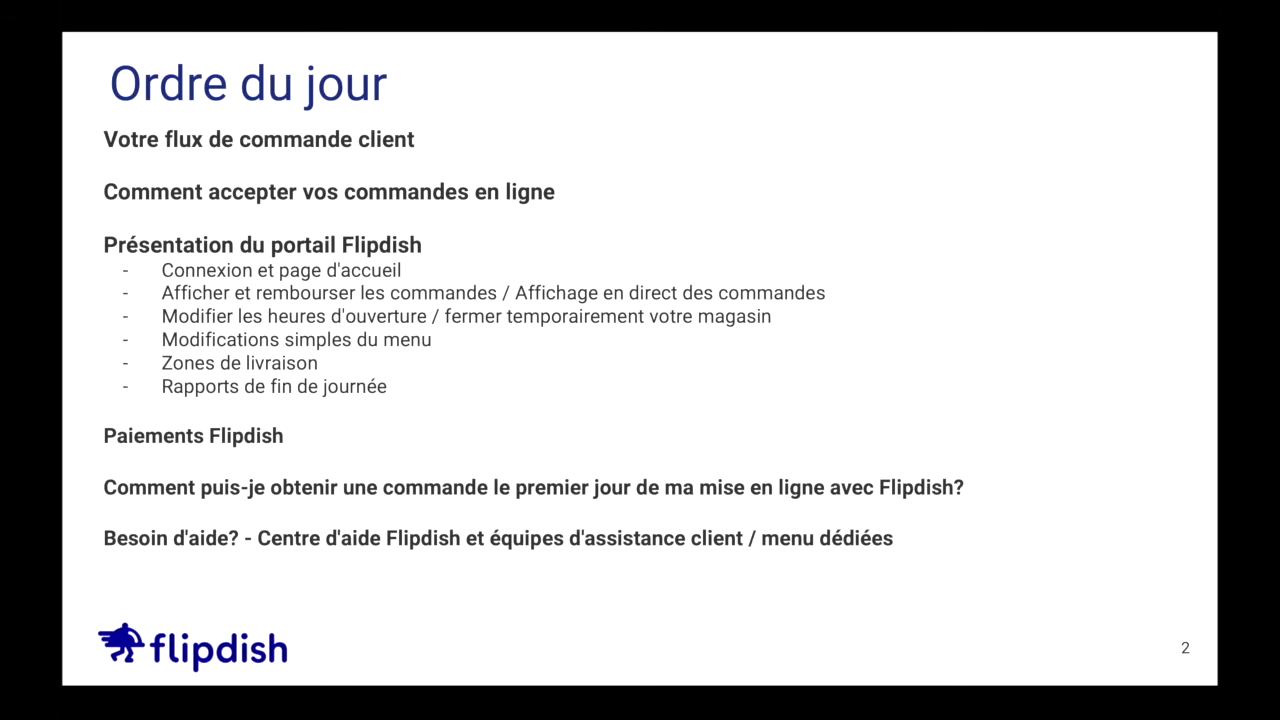 Ordre du jour
Votre flux de commande client
Comment accepter vos commandes en ligne
Présentation du portail Flipdish
- Connexion et page d'accueil
- Afficher et rembourser les commandes / Affichage en direct des commandes
- Modifier les heures d'ouverture / fermer temporairement votre magasin
- Modifications simples du menu
- Zones de livraison
- Rapports de fin de journée
Paiements Flipdish
Comment puis-je obtenir une commande le premier jour de ma mise en ligne avec Flipdish?
Besoin d'aide? - Centre d'aide Flipdish et équipes d'assistance client / menu dédiées
flipdish
2